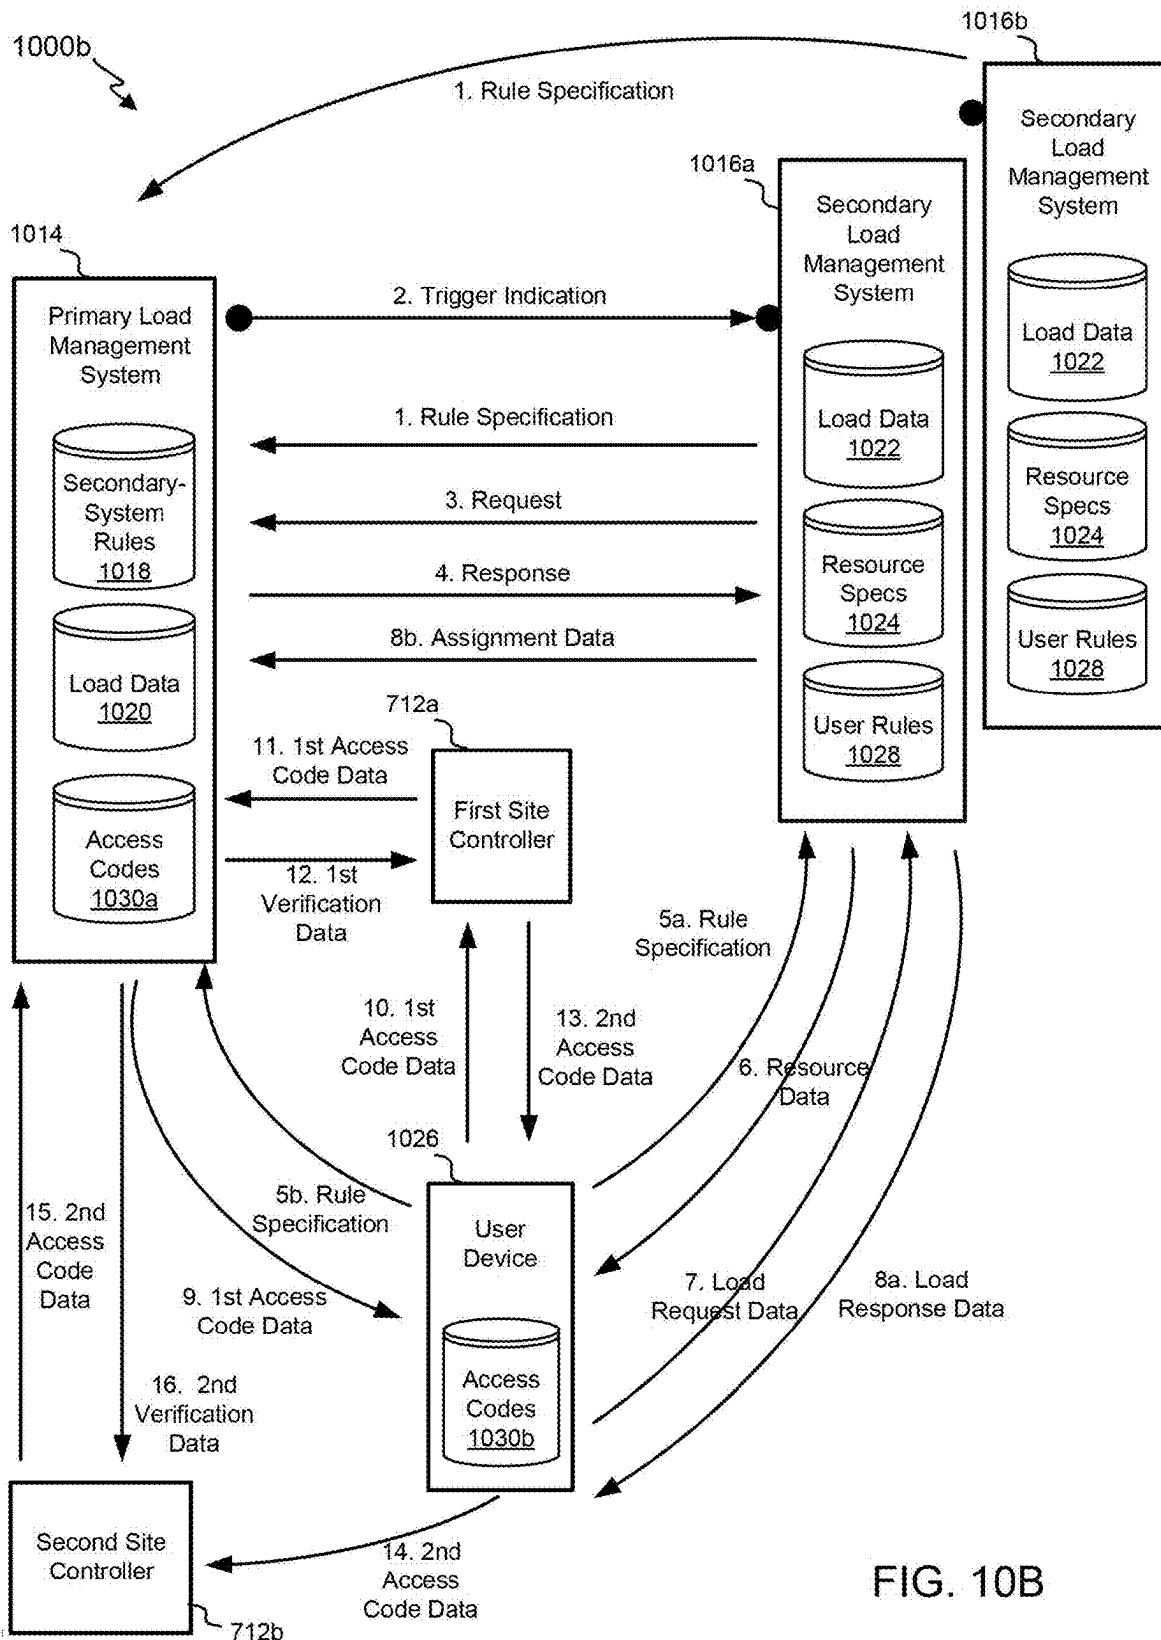 1016b
1000b
1. Rule Specification
Secondary
Load
Management
System
1016a
Secondary
Load
Management
System
1014
Primary Load
Management
System
2. Trigger Indication
Load Data
1022
1. Rule Specification
Load Data
1022
Secondary-
System
Rules
1018
3. Request
Resource
Specs
1024
4. Response
Resource
Specs
1024
8b. Assignment Data
User Rules
1028
Load Data
1020
712a
User Rules
1028
11. 1st Access
Code Data
First Site
Controller
Access
Codes
1030a
12. 1st
Verification
Data
5a. Rule
Specification
10. 1st
Access
Code Data
13. 2nd
Access
Code Data
6. Resource
Data
1026
5b. Rule
Specification
User
Device
15. 2nd
Access
Code
Data
9. 1st Access
Code Data
7. Load
Request Data
8a. Load
Response Data
Access
Codes
1030b
16. 2nd
Verification
Data
Second Site
Controller
14. 2nd
Access
Code Data
712b
FIG. 10B